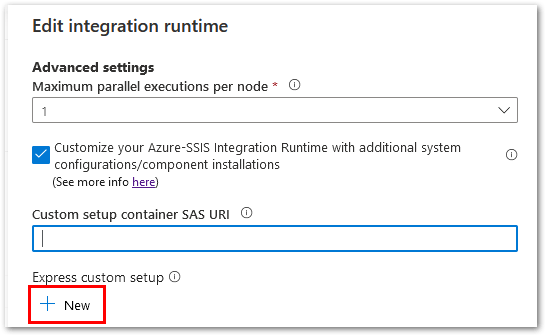 Edit integration runtime
Advanced settings
Maximum parallel executions per node *
1
Customize your Azure-SSIS Integration Runtime with additional system
configurations/component installations
(See more info here)
Custom setup container SAS URI
Express custom setup
New